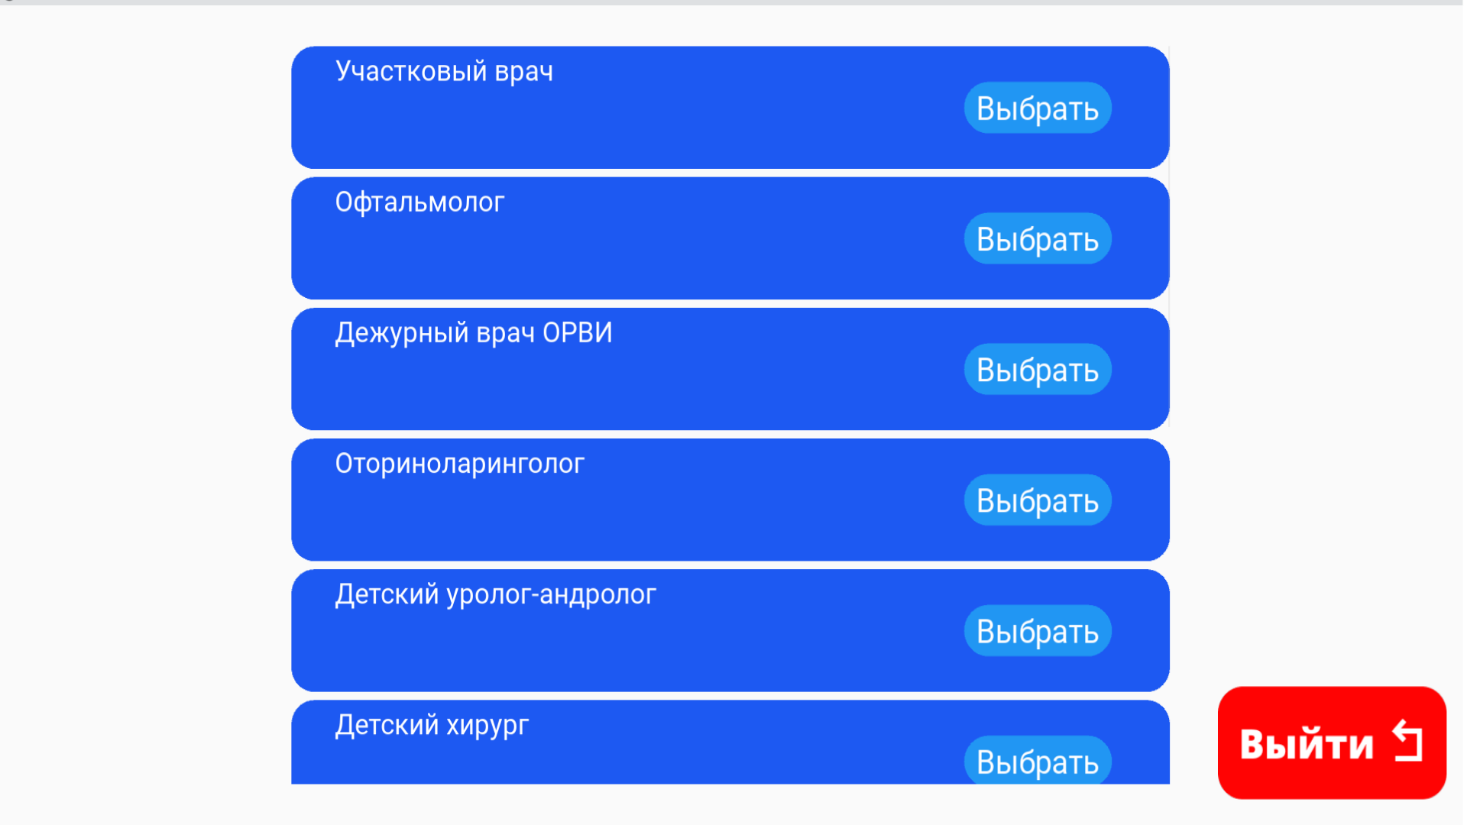 Участковый врач
Выбрать
Офтальмолог
Выбрать
Дежурный врач ОРВИ
Выбрать
Оториноларинголог
Выбрать
Детский уролог-андролог
Выбрать
Детский хирург
Выбрать
Выйти